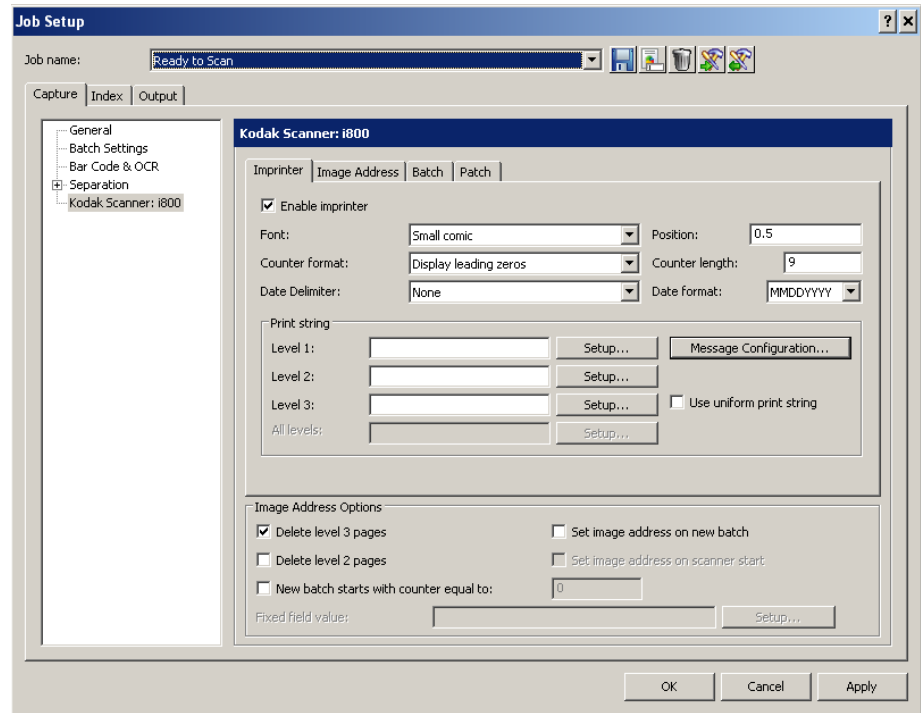 Job Setup
Job name: Ready to Scan
Capture Index Output
General
Batch Settings
Bar Code & OCR
Separation
Kodak Scanner: i800
Kodak Scanner: i800
Imprinter Image Address Batch Patch
Enable imprinter
Font: Small comic Position: 0.5
Counter format: Display leading zeros Counter length: 9
Date Delimiter: None Date format: MMDDYYYY
Print string
Level 1: Setup... Message Configuration...
Level 2: Setup...
Level 3: Setup... Use uniform print string
All levels: Setup...
Image Address Options
Delete level 3 pages Set image address on new batch
Delete level 2 pages Set image address on scanner start
New batch starts with counter equal to: 0
Fixed field value: Setup...
OK Cancel Apply